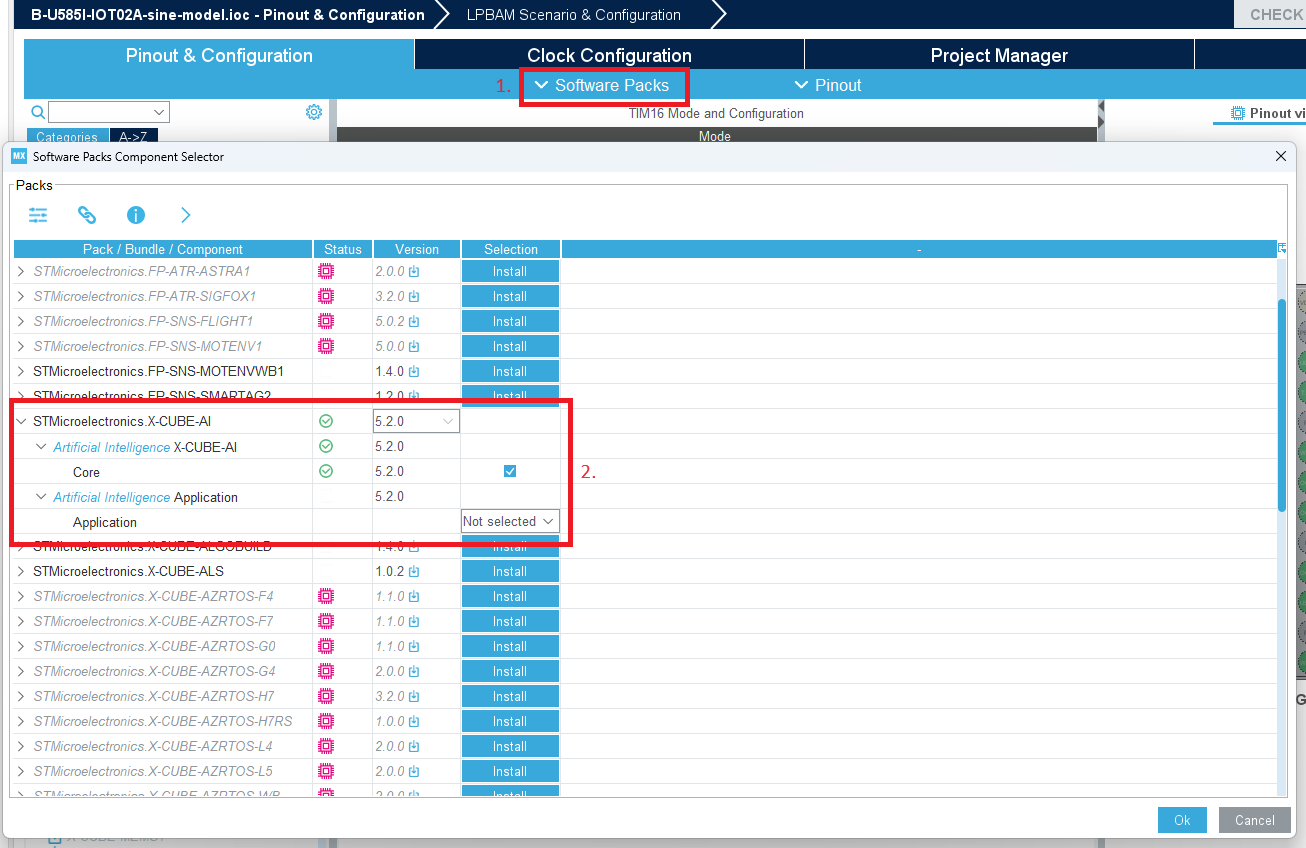 B-U585I-IOT02A-sine-model.ioc - Pinout & Configuration LPBAM Scenario & Configuration CHECK
Pinout & Configuration Clock Configuration Project Manager
1. Software Packs Pinout
TIM16 Mode and Configuration Pinout vi
Categories A->Z Mode
MX Software Packs Component Selector
Packs
Pack / Bundle / Component Status Version Selection -
STMicroelectronics.FP-ATR-ASTRA1 2.0.0 Install
STMicroelectronics.FP-ATR-SIGFOX1 3.2.0 Install
STMicroelectronics.FP-SNS-FLIGHT1 5.0.2 Install
STMicroelectronics.FP-SNS-MOTENV1 5.0.0 Install
STMicroelectronics.FP-SNS-MOTENVWB1 1.4.0 Install
STMicroelectronics.FP-SNS-SMARTAG2 1.2.0 Install
STMicroelectronics.X-CUBE-AI 5.2.0
Artificial Intelligence X-CUBE-AI 5.2.0
Core 5.2.0 2.
Artificial Intelligence Application 5.2.0
Application Not selected
STMicroelectronics.X-CUBE-ALGOBUILD 1.4.0 Install
STMicroelectronics.X-CUBE-ALS 1.0.2 Install
STMicroelectronics.X-CUBE-AZRTOS-F4 1.1.0 Install
STMicroelectronics.X-CUBE-AZRTOS-F7 1.1.0 Install
STMicroelectronics.X-CUBE-AZRTOS-G0 1.1.0 Install
STMicroelectronics.X-CUBE-AZRTOS-G4 2.0.0 Install
STMicroelectronics.X-CUBE-AZRTOS-H7 3.2.0 Install
STMicroelectronics.X-CUBE-AZRTOS-H7RS 1.0.0 Install
STMicroelectronics.X-CUBE-AZRTOS-L4 2.0.0 Install
STMicroelectronics.X-CUBE-AZRTOS-L5 2.0.0 Install
STMicroelectronics.X-CUBE-AZRTOS-WB 2.0.0 Install
Ok Cancel